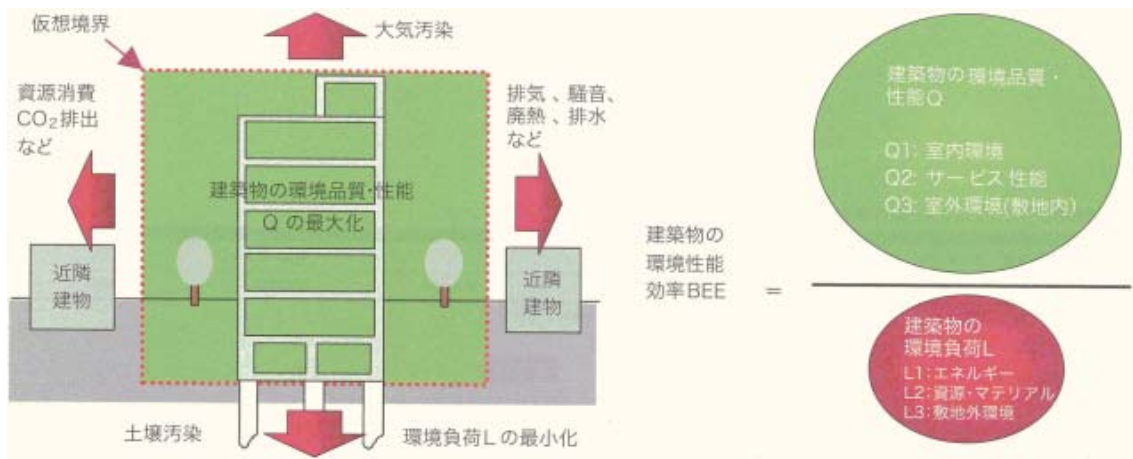 仮想境界
大気汚染
資源消費
CO₂排出
など
排気、騒音、
廃熱、排水
など
建築物の環境品質・性能
Qの最大化
近隣
建物
近隣
建物
土壌汚染
環境負荷Lの最小化
建築物の
環境性能
効率BEE
=
建築物の環境品質・
性能Q
Q1: 室内環境
Q2: サービス性能
Q3: 室外環境(敷地内)
建築物の
環境負荷L
L1:エネルギー
L2:資源・マテリアル
L3:敷地外環境